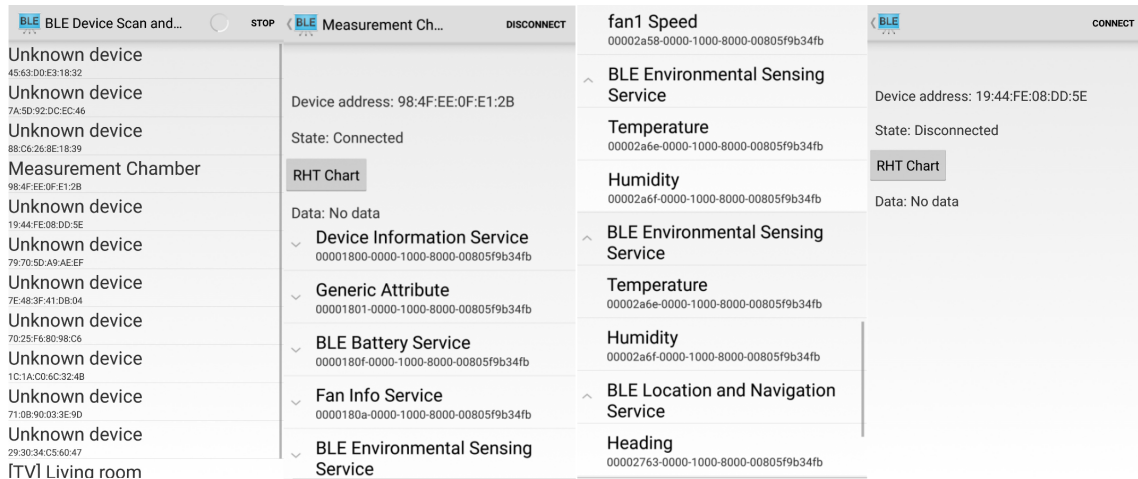 BLE BLE Device Scan and... STOP
Unknown device
45:63:D0:E3:18:32
Unknown device
7A:5D:92:DC:EC:46
Unknown device
88:C6:26:8E:18:39
Measurement Chamber
98:4F:EE:0F:E1:2B
Unknown device
19:44:FE:08:DD:5E
Unknown device
79:70:5D:A9:AE:EF
Unknown device
7E:48:3F:41:DB:04
Unknown device
70:25:F6:80:98:C6
Unknown device
1C:1A:C0:6C:32:4B
Unknown device
71:0B:90:03:3E:9D
Unknown device
29:30:34:C5:60:47
[TV] Living room
BLE Measurement Ch... DISCONNECT
Device address: 98:4F:EE:0F:E1:2B
State: Connected
RHT Chart
Data: No data
Device Information Service
00001800-0000-1000-8000-00805f9b34fb
Generic Attribute
00001801-0000-1000-8000-00805f9b34fb
BLE Battery Service
0000180f-0000-1000-8000-00805f9b34fb
Fan Info Service
0000180a-0000-1000-8000-00805f9b34fb
BLE Environmental Sensing
Service
fan1 Speed
00002a58-0000-1000-8000-00805f9b34fb
BLE Environmental Sensing
Service
Temperature
00002a6e-0000-1000-8000-00805f9b34fb
Humidity
00002a6f-0000-1000-8000-00805f9b34fb
BLE Environmental Sensing
Service
Temperature
00002a6e-0000-1000-8000-00805f9b34fb
Humidity
00002a6f-0000-1000-8000-00805f9b34fb
BLE Location and Navigation
Service
Heading
00002763-0000-1000-8000-00805f9b34fb
BLE CONNECT
Device address: 19:44:FE:08:DD:5E
State: Disconnected
RHT Chart
Data: No data